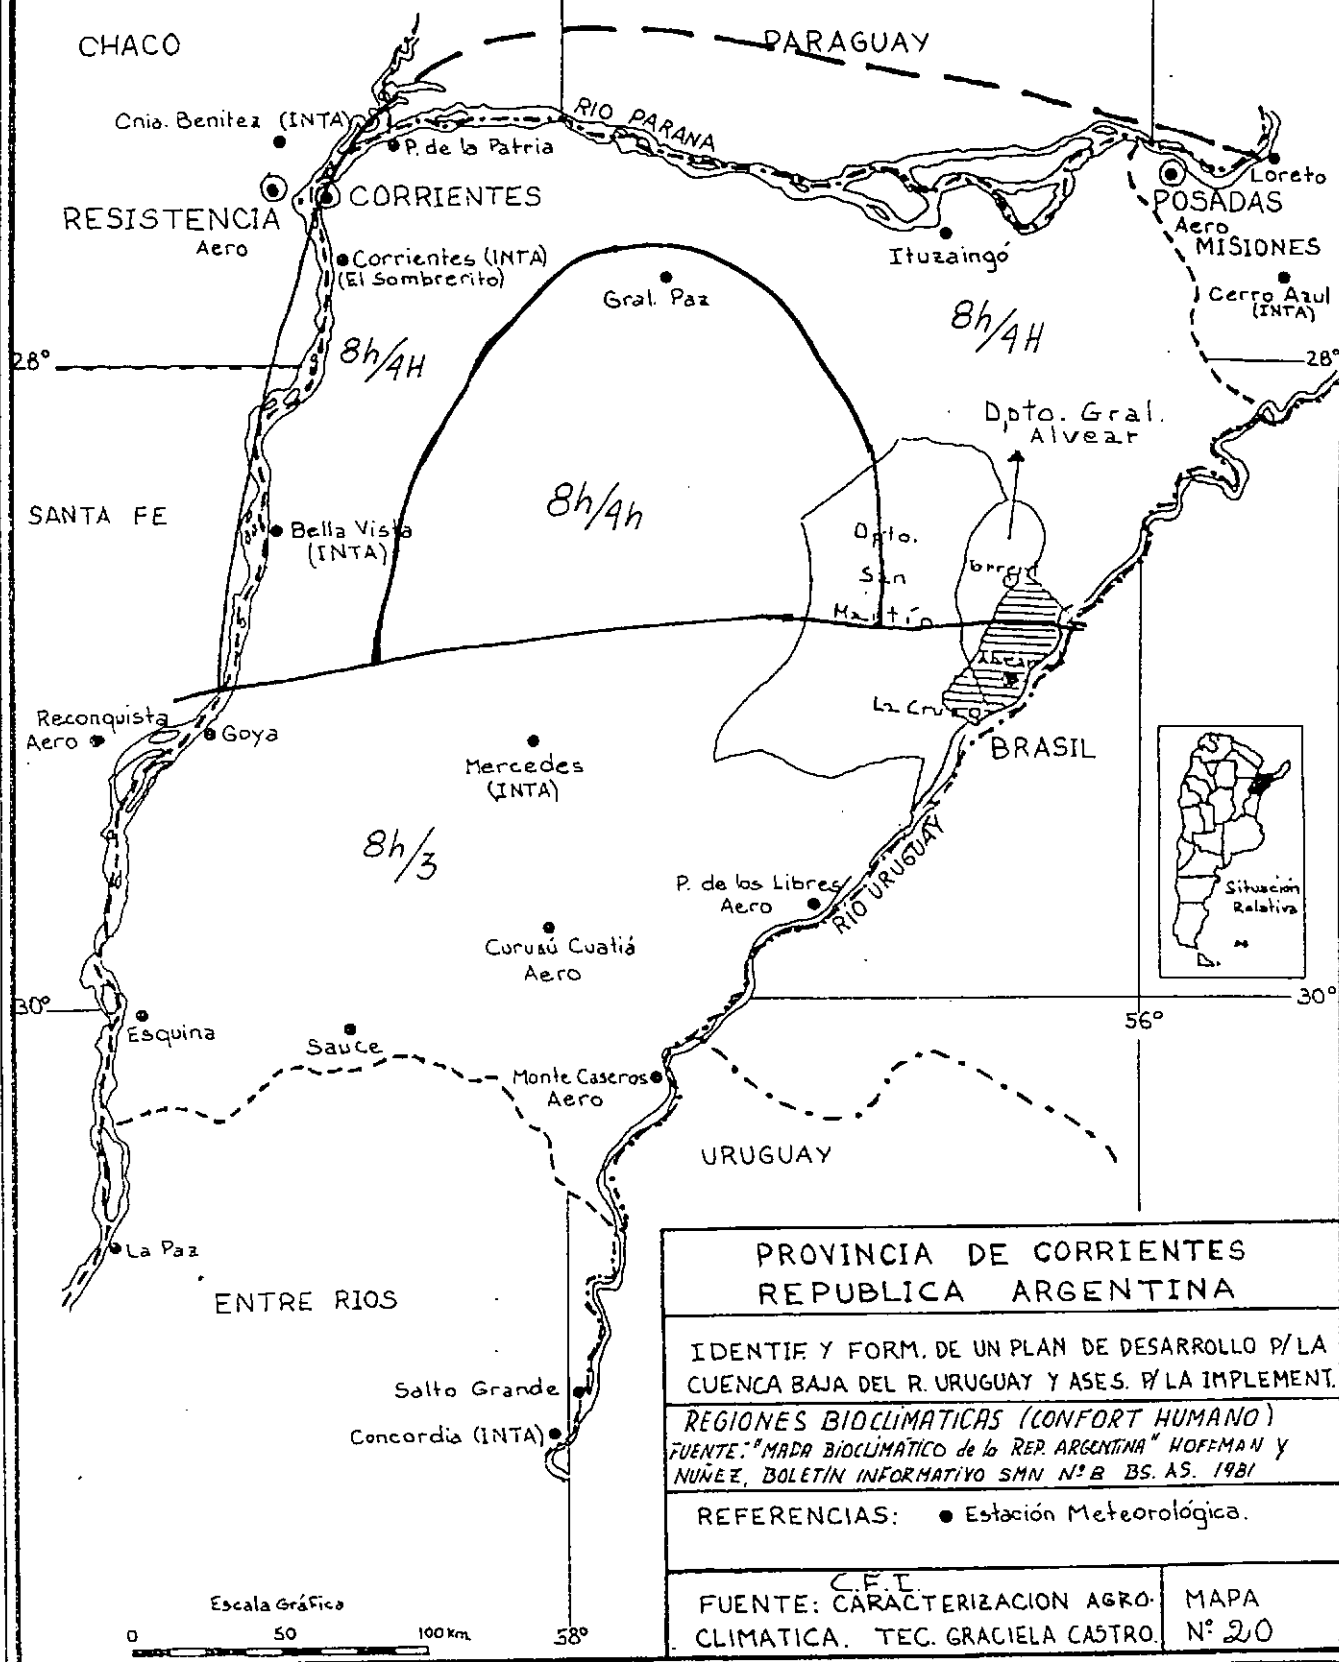 CHACO
PARAGUAY
Cnia. Benitez (INTA)
RIO PARANA
P. de la Patria
Loreto
CORRIENTES
RESISTENCIA
Aero
POSADAS
Aero
MISIONES
Corrientes (INTA)
(El Sombrerito)
Ituzaingó
Gral. Paz
Cerro Azul
(INTA)
8h/4H
8h/4H
28°
28°
Dpto. Gral.
Alvear
8h/4h
SANTA FE
Bella Vista
(INTA)
Dpto.
San
Martín
Alvear
La Cruz
Reconquista
Aero
Goya
BRASIL
Mercedes
(INTA)
8h/3
P. de los Libres
Aero
RIO URUGUAY
Situación
Relativa
Curusú Cuatiá
Aero
30°
30°
56°
Esquina
Sauce
Monte Caseros
Aero
URUGUAY
La Paz
ENTRE RIOS
Salto Grande
Concordia (INTA)
PROVINCIA DE CORRIENTES
REPUBLICA ARGENTINA
IDENTIF. Y FORM. DE UN PLAN DE DESARROLLO P/LA
CUENCA BAJA DEL R. URUGUAY Y ASES. P/LA IMPLEMENT.
REGIONES BIOCLIMATICAS (CONFORT HUMANO)
FUENTE: "MAPA BIOCLIMÁTICO de la REP. ARGENTINA" HOFFMAN Y
NUÑEZ, BOLETÍN INFORMATIVO SMN Nº 8 BS. AS. 1981
REFERENCIAS: ● Estación Meteorológica.
C.F.I.
FUENTE: CARACTERIZACION AGRO-
CLIMATICA. TEC. GRACIELA CASTRO.
MAPA
Nº 20
Escala Gráfica
0 50 100 km
58°